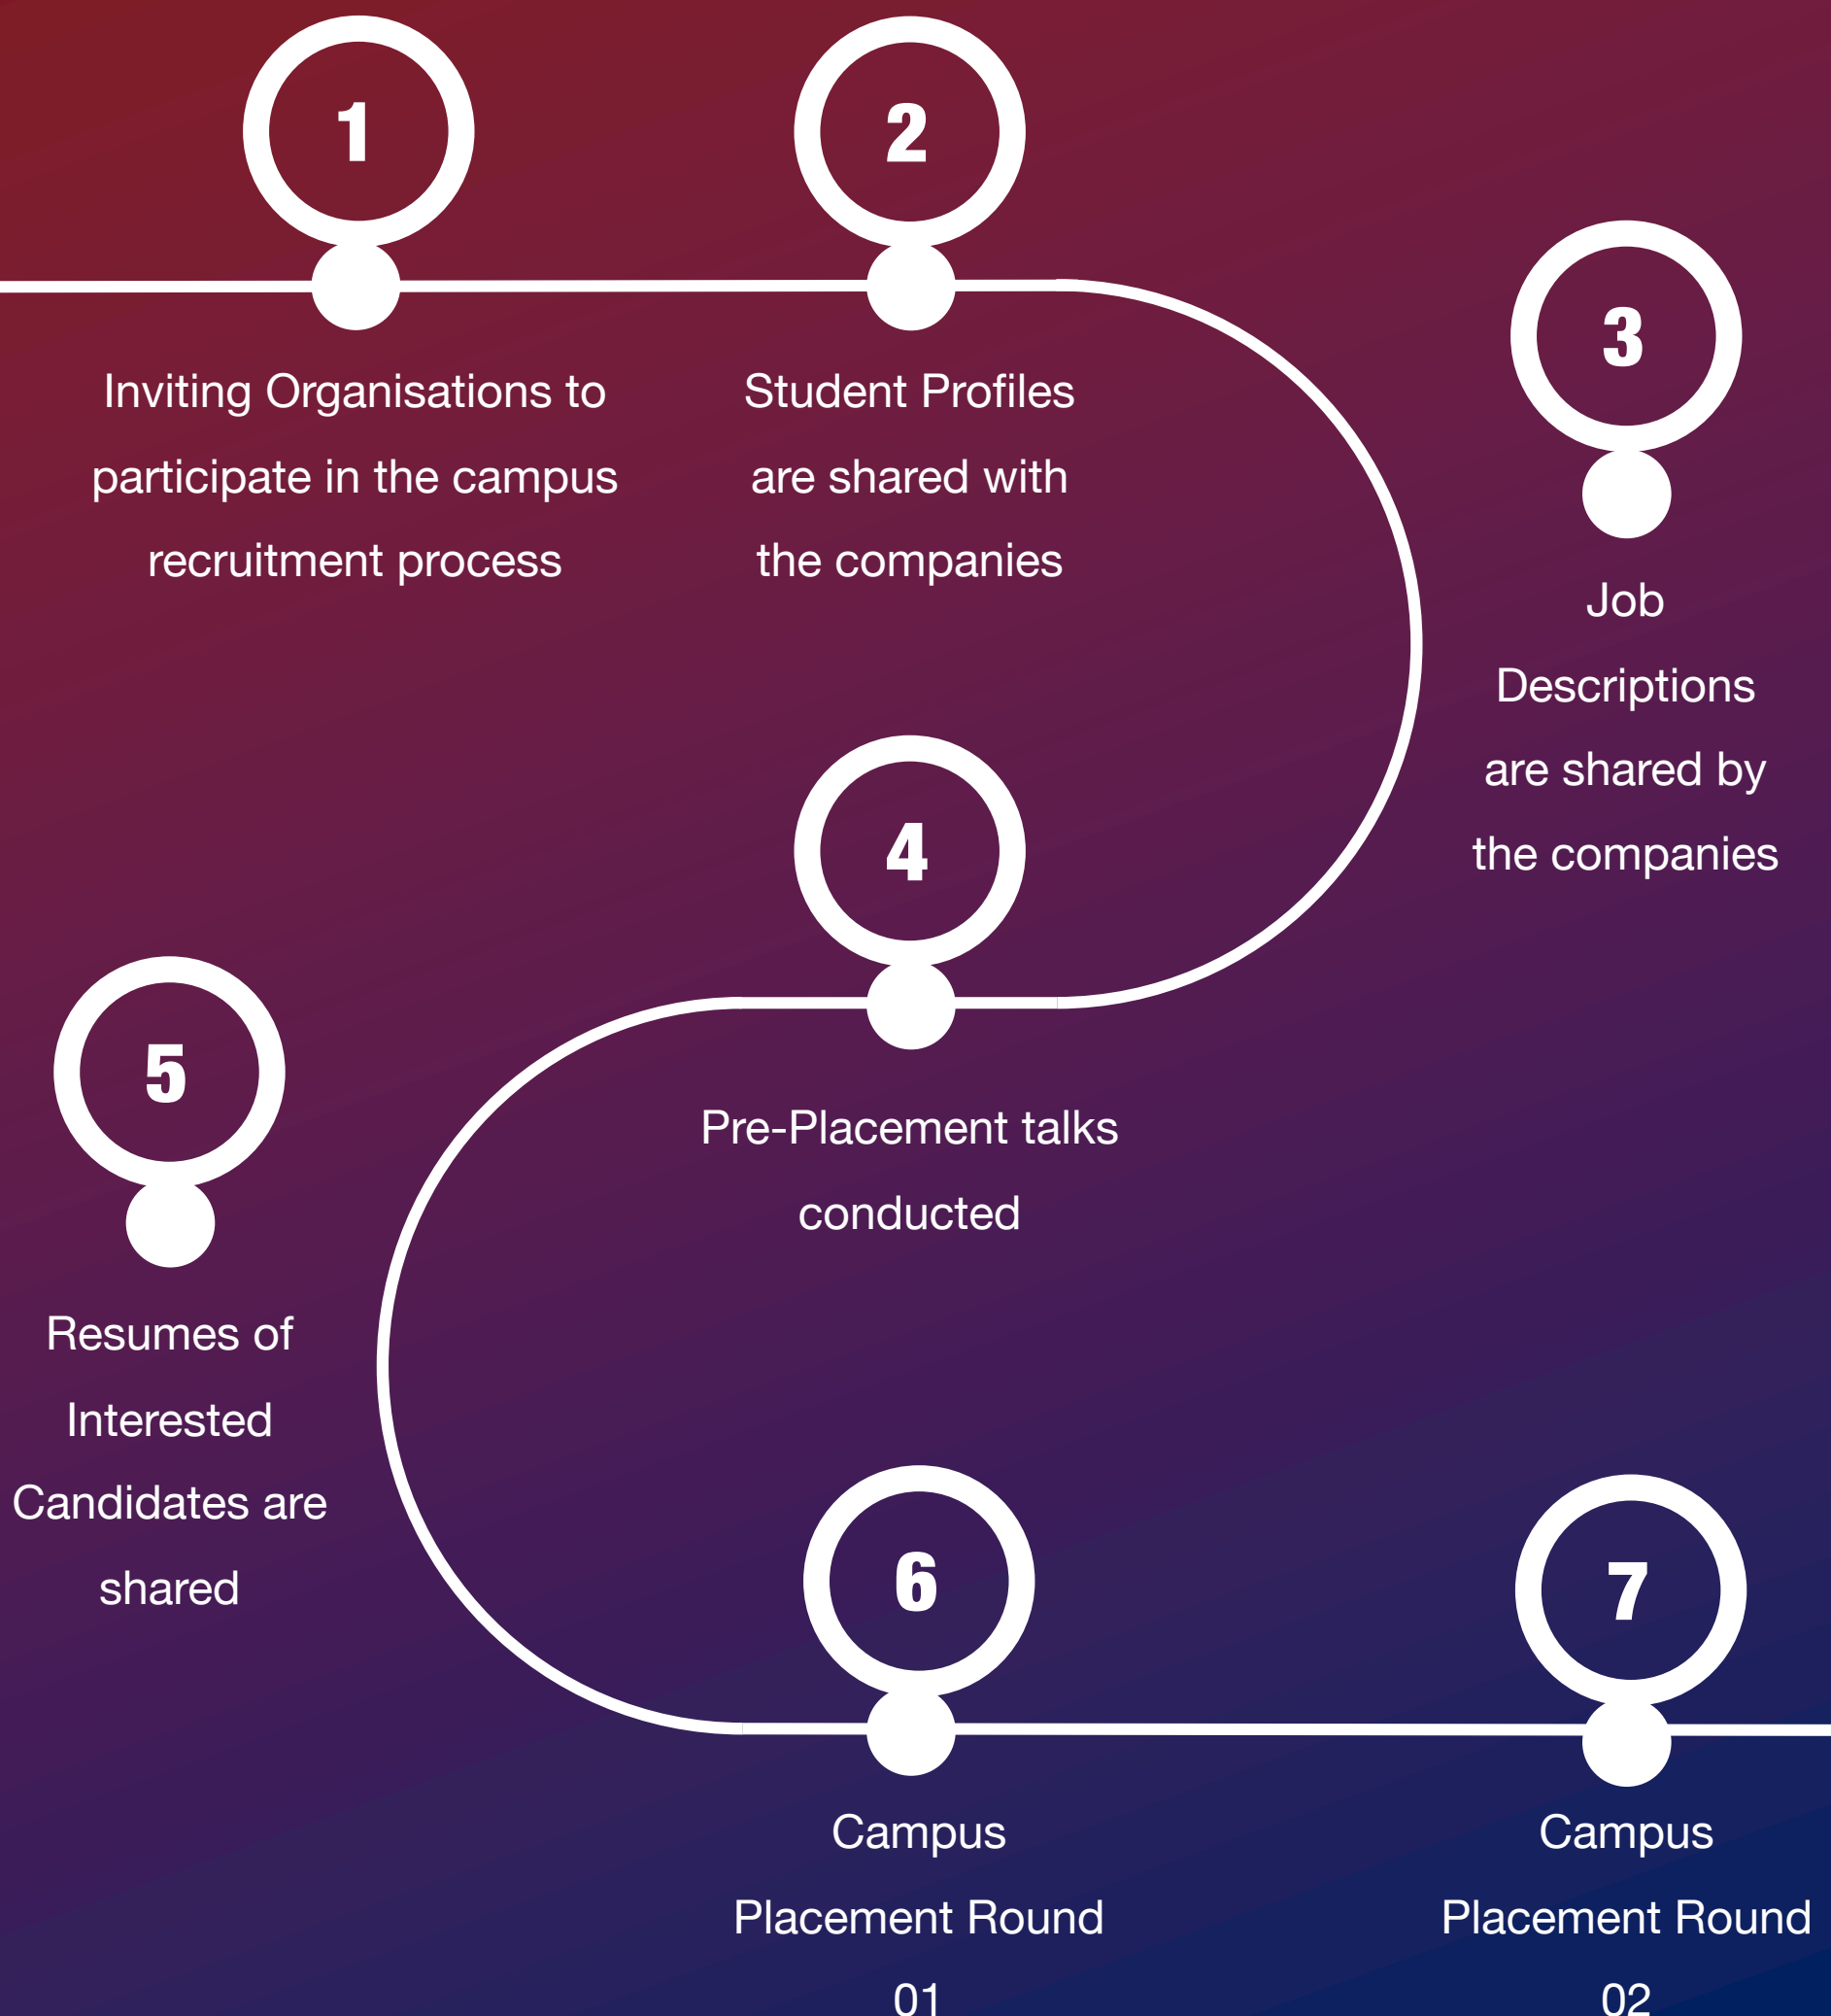 1
Inviting Organisations to
participate in the campus
recruitment process
2
Student Profiles
are shared with
the companies
3
Job
Descriptions
are shared by
the companies
4
Pre-Placement talks
conducted
5
Resumes of
Interested
Candidates are
shared
6
Campus
Placement Round
01
7
Campus
Placement Round
02